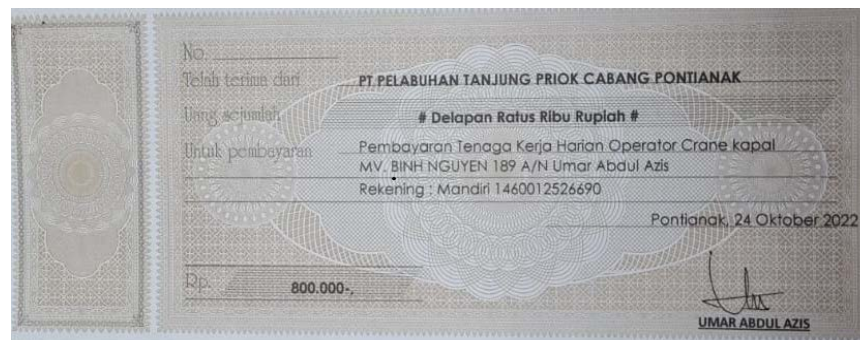 No.
Telah terima dari PT PELABUHAN TANJUNG PRIOK CABANG PONTIANAK
Uang sejumlah # Delapan Ratus Ribu Rupiah #
Untuk pembayaran Pembayaran Tenaga Kerja Harian Operator Crane kapal
MV. BINH NGUYEN 189 A/N Umar Abdul Azis
Rekening : Mandiri 1460012526690
Pontianak, 24 Oktober 2022
Rp. 800.000-,
UMAR ABDUL AZIS